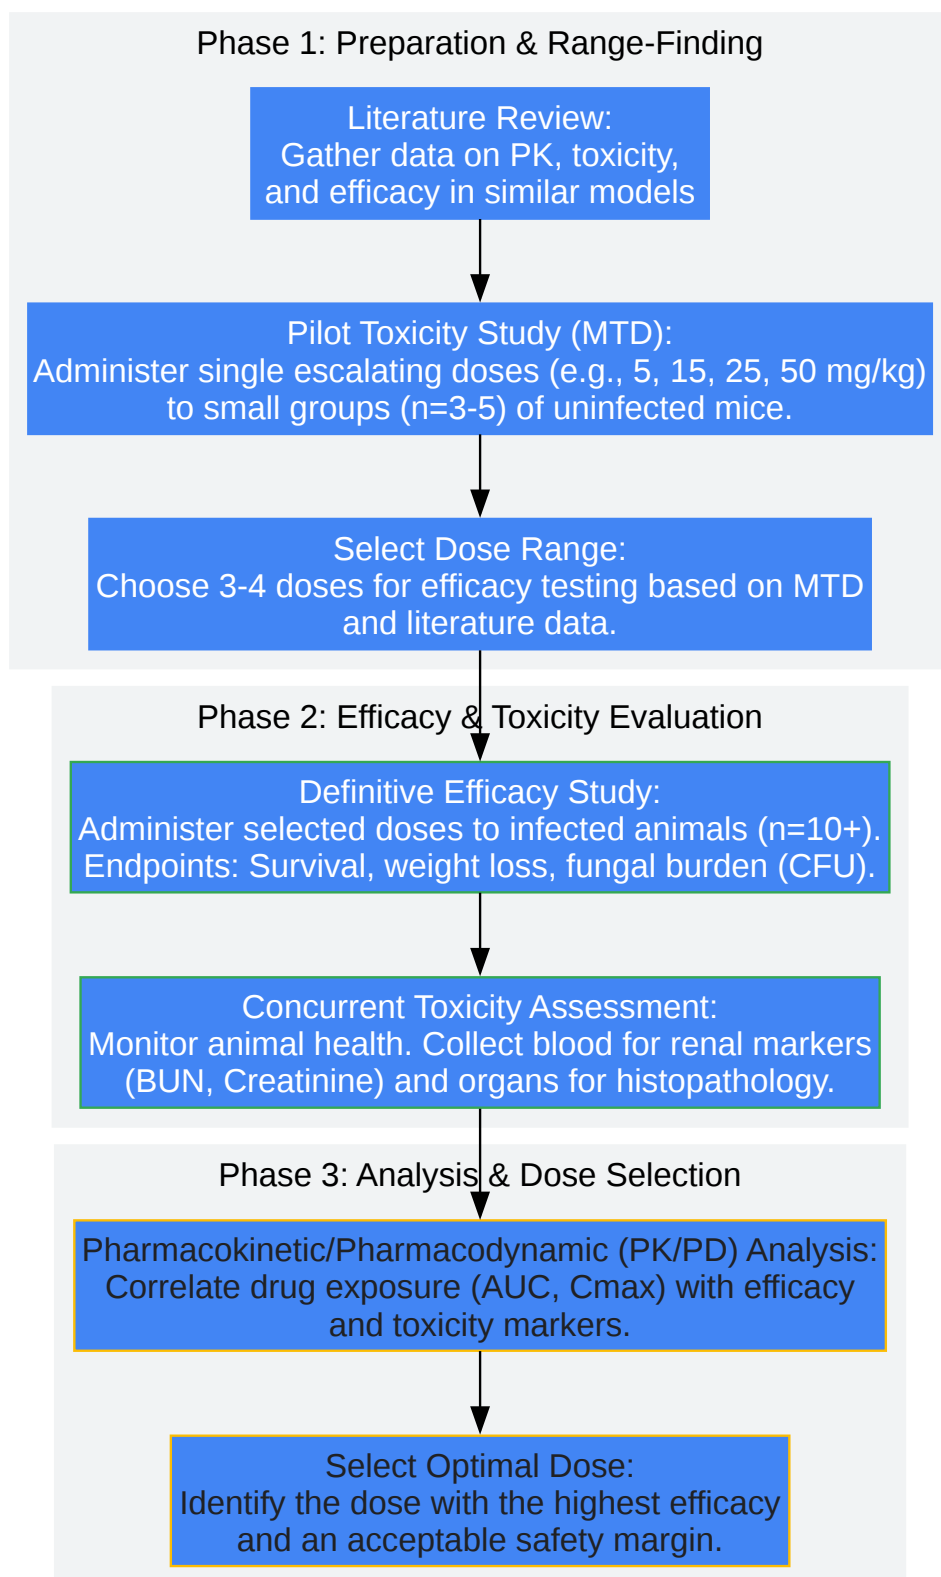 Phase 1: Preparation & Range-Finding
Literature Review:
Gather data on PK, toxicity,
and efficacy in similar models
Pilot Toxicity Study (MTD):
Administer single escalating doses (e.g., 5, 15, 25, 50 mg/kg)
to small groups (n=3-5) of uninfected mice.
Select Dose Range:
Choose 3-4 doses for efficacy testing based on MTD
and literature data.
Phase 2: Efficacy & Toxicity Evaluation
Definitive Efficacy Study:
Administer selected doses to infected animals (n=10+).
Endpoints: Survival, weight loss, fungal burden (CFU).
Concurrent Toxicity Assessment:
Monitor animal health. Collect blood for renal markers
(BUN, Creatinine) and organs for histopathology.
Phase 3: Analysis & Dose Selection
Pharmacokinetic/Pharmacodynamic (PK/PD) Analysis:
Correlate drug exposure (AUC, Cmax) with efficacy
and toxicity markers.
Select Optimal Dose:
Identify the dose with the highest efficacy
and an acceptable safety margin.